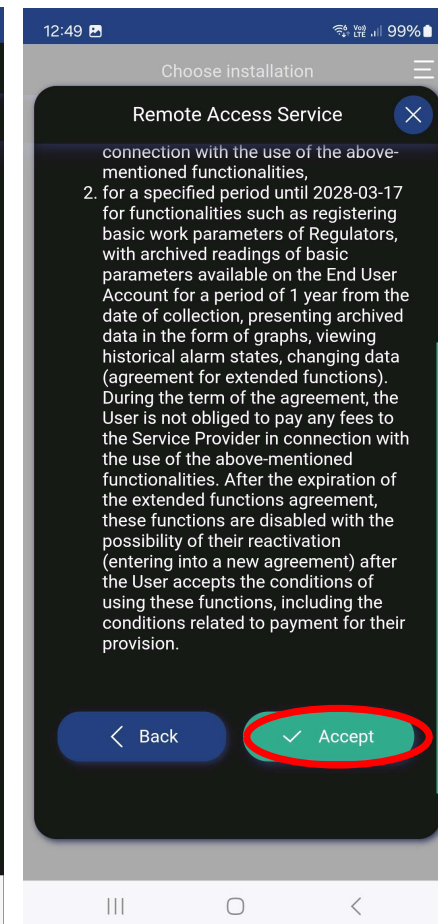 12:49 Vo)) LTE 99%
Choose installation
Remote Access Service
connection with the use of the above-
mentioned functionalities,
2. for a specified period until 2028-03-17
for functionalities such as registering
basic work parameters of Regulators,
with archived readings of basic
parameters available on the End User
Account for a period of 1 year from the
date of collection, presenting archived
data in the form of graphs, viewing
historical alarm states, changing data
(agreement for extended functions).
During the term of the agreement, the
User is not obliged to pay any fees to
the Service Provider in connection with
the use of the above-mentioned
functionalities. After the expiration of
the extended functions agreement,
these functions are disabled with the
possibility of their reactivation
(entering into a new agreement) after
the User accepts the conditions of
using these functions, including the
conditions related to payment for their
provision.
Back
Accept